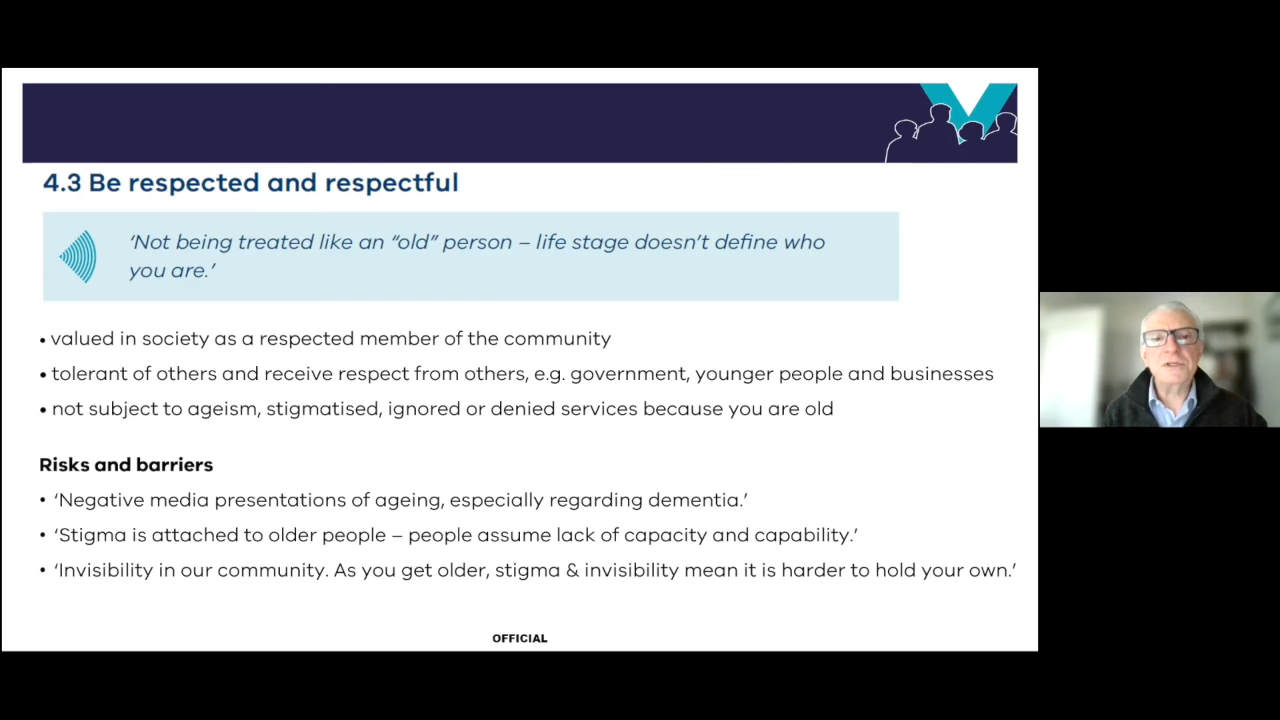 4.3 Be respected and respectful
‘Not being treated like an “old” person – life stage doesn’t define who
you are.’
• valued in society as a respected member of the community
• tolerant of others and receive respect from others, e.g. government, younger people and businesses
• not subject to ageism, stigmatised, ignored or denied services because you are old
Risks and barriers
• ‘Negative media presentations of ageing, especially regarding dementia.’
• ‘Stigma is attached to older people – people assume lack of capacity and capability.’
• ‘Invisibility in our community. As you get older, stigma & invisibility mean it is harder to hold your own.’
OFFICIAL